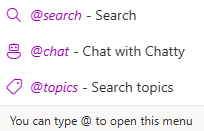 @search - Search
@chat - Chat with Chatty
@topics - Search topics
You can type @ to open this menu